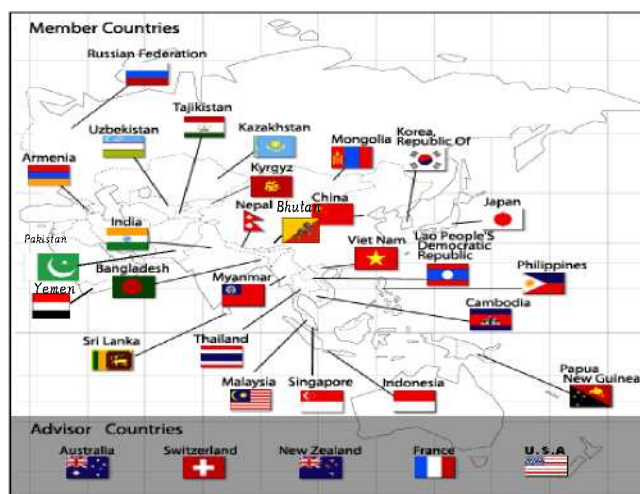 Member Countries
Russian Federation
Tajikistan
Uzbekistan
Kazakhstan
Mongolia
Korea,
Republic Of
Armenia
Kyrgyz
Nepal
Bhutan
China
Japan
India
Pakistan
Viet Nam
Lao People'S
Democratic
Republic
Bangladesh
Myanmar
Philippines
Yemen
Cambodia
Sri Lanka
Thailand
Malaysia
Singapore
Indonesia
Papua
New Guinea
Advisor Countries
Australia
Switzerland
New Zealand
France
U.S.A